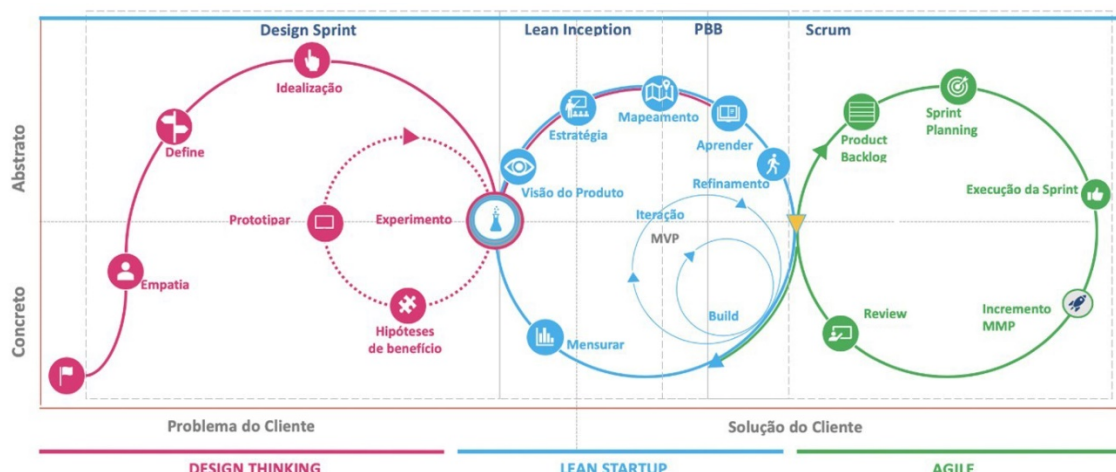 Design Sprint
Lean Inception
PBB
Scrum
Abstrato
Concreto
Idealização
Define
Prototipar
Experimento
Empatia
Hipóteses
de benefício
Estratégia
Mapeamento
Aprender
Visão do Produto
Refinamento
Iteração
MVP
Build
Mensurar
Product
Backlog
Sprint
Planning
Execução da Sprint
Incremento
MMP
Review
Problema do Cliente
Solução do Cliente
DESIGN THINKING
LEAN STARTUP
AGILE